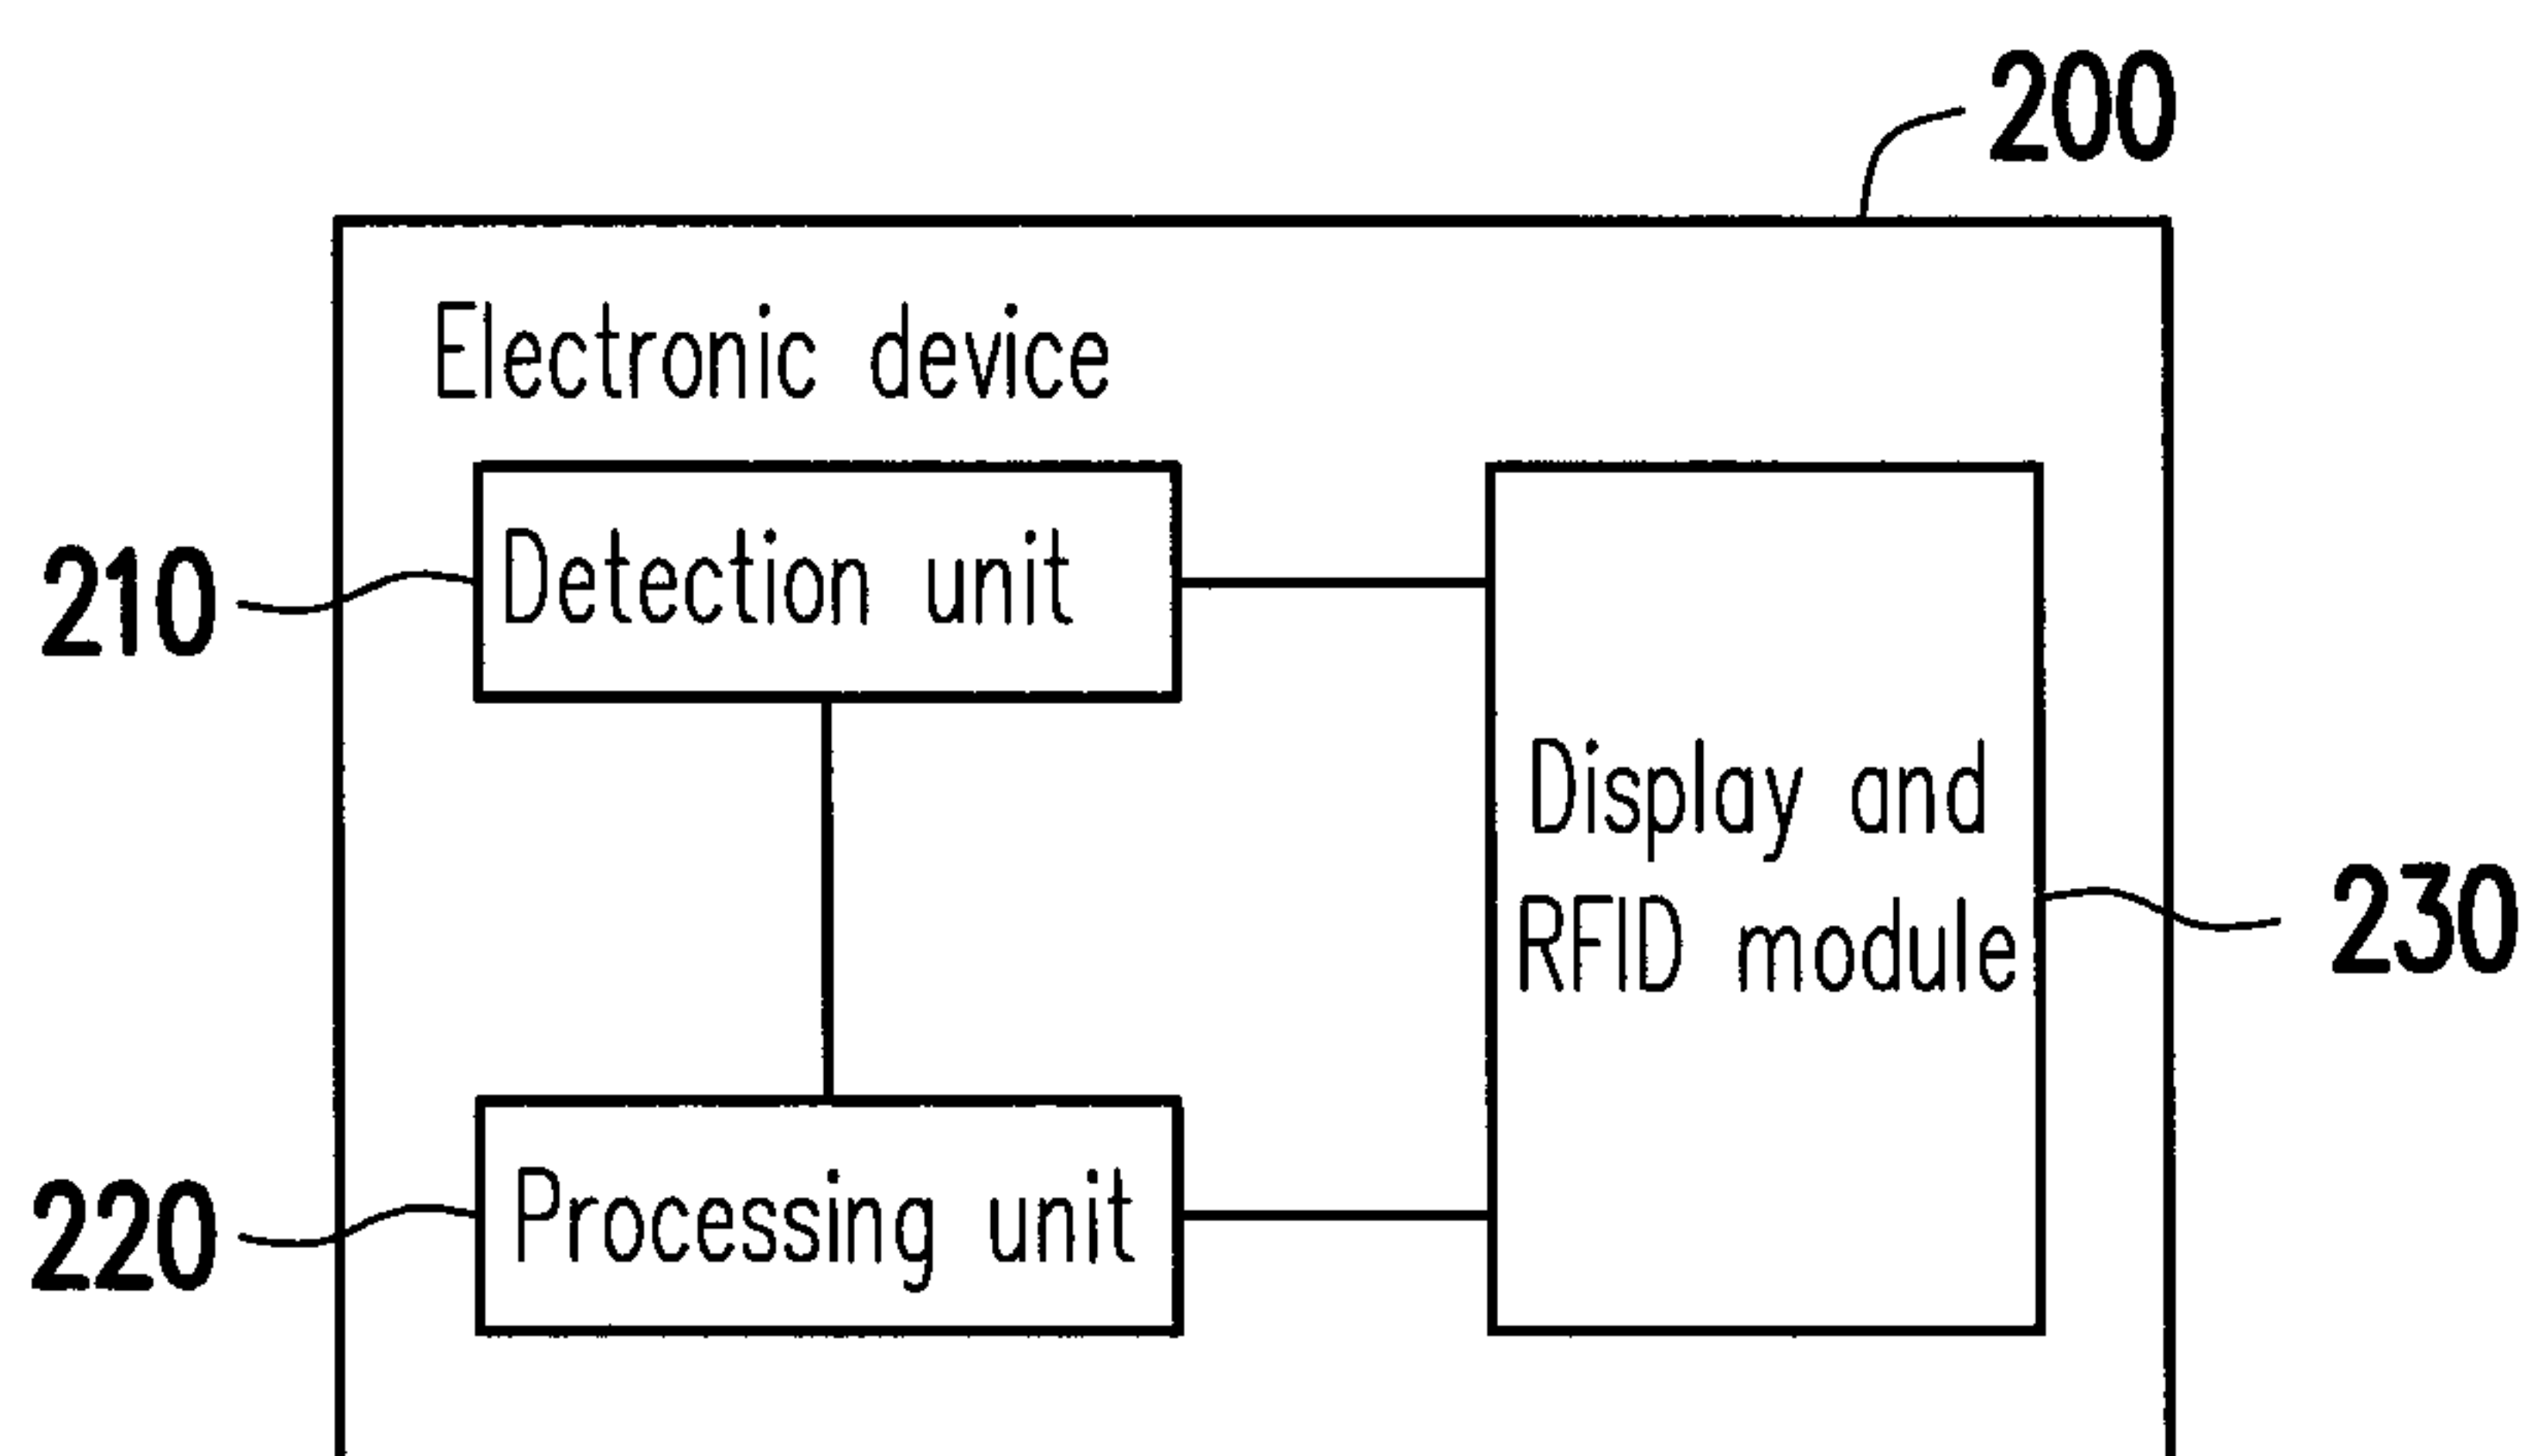 200
Electronic device
210
Detection unit
Display and
RFID module
230
220
Processing unit